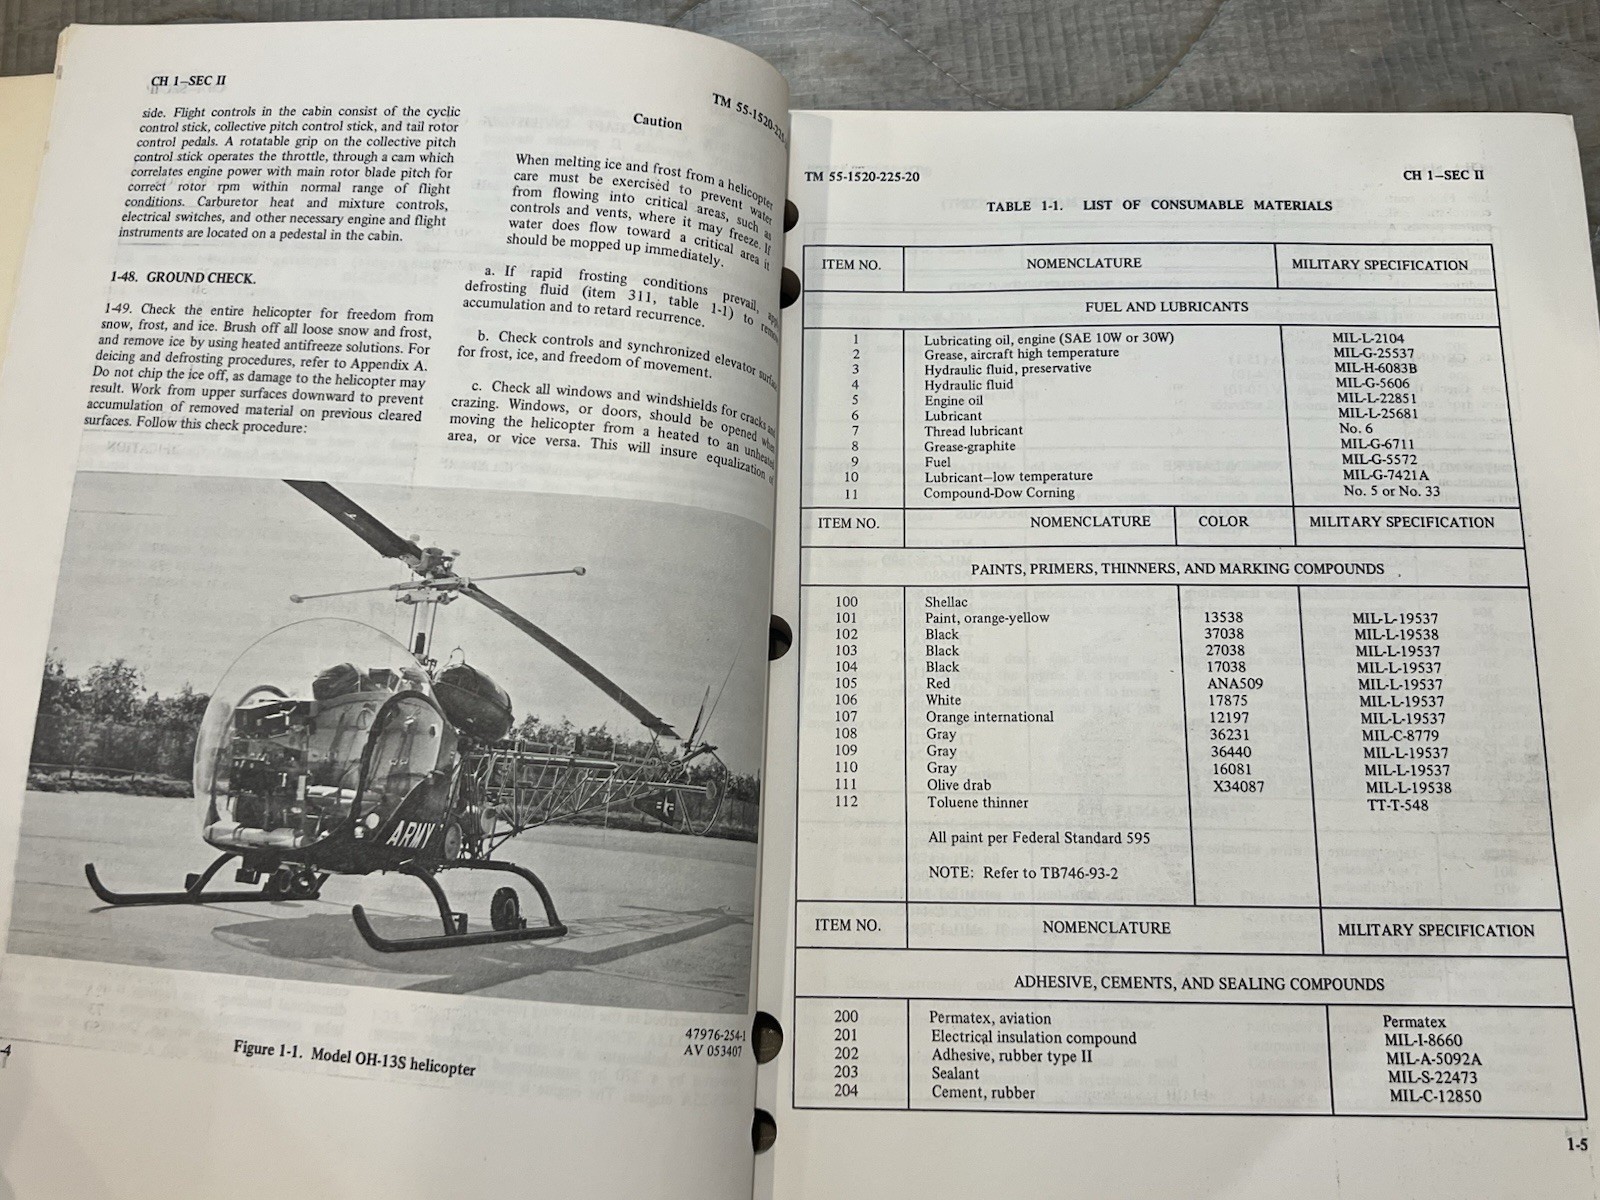 CH 1—SEC II
TM 55-1520-225-
side. Flight controls in the cabin consist of the cyclic
control stick, collective pitch control stick, and tail rotor
control pedals. A rotatable grip on the collective pitch
control stick operates the throttle, through a cam which
correlates engine power with main rotor blade pitch for
correct rotor rpm within normal range of flight
conditions. Carburetor heat and mixture controls,
electrical switches, and other necessary engine and flight
instruments are located on a pedestal in the cabin.
1-48. GROUND CHECK.
1-49. Check the entire helicopter for freedom from
snow, frost, and ice. Brush off all loose snow and frost,
and remove ice by using heated antifreeze solutions. For
deicing and defrosting procedures, refer to Appendix A.
Do not chip the ice off, as damage to the helicopter may
result. Work from upper surfaces downward to prevent
accumulation of removed material on previous cleared
surfaces. Follow this check procedure:
Caution
When melting ice and frost from a helicopter
care must be exercised to prevent water
from flowing into critical areas, such as
controls and vents, where it may freeze. If
water does flow toward a critical area it
should be mopped up immediately.
a. If rapid frosting conditions prevail,
defrosting fluid (item 311, table 1-1) to remove
accumulation and to retard recurrence.
b. Check controls and synchronized elevator
for frost, ice, and freedom of movement.
c. Check all windows and windshields for cracks and
crazing. Windows, or doors, should be opened when
moving the helicopter from a heated to an unheated
area, or vice versa. This will insure equalization of
ARMY
47976-254-1
AV 053407
Figure 1-1. Model OH-13S helicopter
-4
TM 55-1520-225-20
CH 1—SEC II
TABLE 1-1. LIST OF CONSUMABLE MATERIALS
ITEM NO. NOMENCLATURE MILITARY SPECIFICATION
FUEL AND LUBRICANTS
1 Lubricating oil, engine (SAE 10W or 30W) MIL-L-2104
2 Grease, aircraft high temperature MIL-G-25537
3 Hydraulic fluid, preservative MIL-H-6083B
4 Hydraulic fluid MIL-G-5606
5 Engine oil MIL-L-22851
6 Lubricant MIL-L-25681
7 Thread lubricant No. 6
8 Grease-graphite MIL-G-6711
9 Fuel MIL-G-5572
10 Lubricant—low temperature MIL-G-7421A
11 Compound-Dow Corning No. 5 or No. 33
ITEM NO. NOMENCLATURE COLOR MILITARY SPECIFICATION
PAINTS, PRIMERS, THINNERS, AND MARKING COMPOUNDS
100 Shellac
101 Paint, orange-yellow 13538 MIL-L-19537
102 Black 37038 MIL-L-19538
103 Black 27038 MIL-L-19537
104 Black 17038 MIL-L-19537
105 Red ANA509 MIL-L-19537
106 White 17875 MIL-L-19537
107 Orange international 12197 MIL-L-19537
108 Gray 36231 MIL-C-8779
109 Gray 36440 MIL-L-19537
110 Gray 16081 MIL-L-19537
111 Olive drab X34087 MIL-L-19538
112 Toluene thinner TT-T-548
All paint per Federal Standard 595
NOTE: Refer to TB746-93-2
ITEM NO. NOMENCLATURE MILITARY SPECIFICATION
ADHESIVE, CEMENTS, AND SEALING COMPOUNDS
200 Permatex, aviation Permatex
201 Electrical insulation compound MIL-I-8660
202 Adhesive, rubber type II MIL-A-5092A
203 Sealant MIL-S-22473
204 Cement, rubber MIL-C-12850
1-5